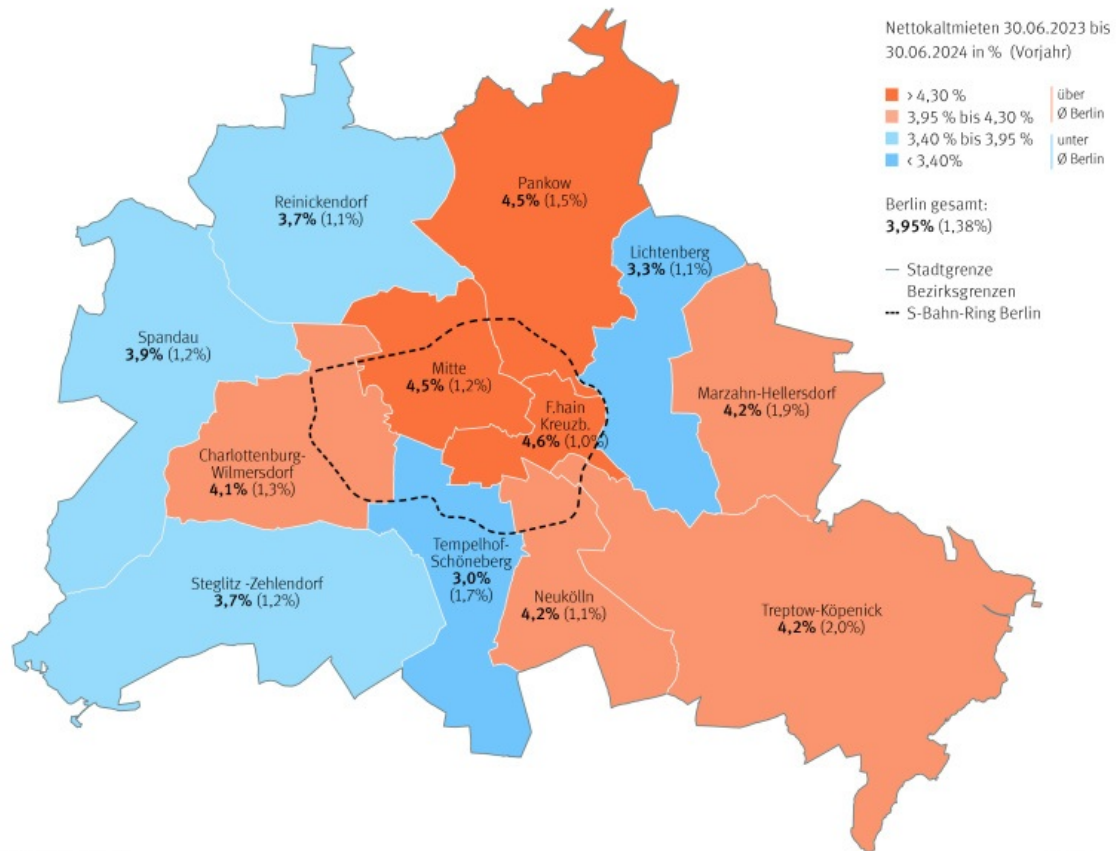 Nettokaltmieten 30.06.2023 bis
30.06.2024 in % (Vorjahr)
> 4,30 %
3,95 % bis 4,30 %
über
Ø Berlin
3,40 % bis 3,95 %
< 3,40%
unter
Ø Berlin
Berlin gesamt:
3,95% (1,38%)
— Stadtgrenze
Bezirksgrenzen
--- S-Bahn-Ring Berlin
Pankow
4,5% (1,5%)
Reinickendorf
3,7% (1,1%)
Lichtenberg
3,3% (1,1%)
Spandau
3,9% (1,2%)
Mitte
4,5% (1,2%)
Marzahn-Hellersdorf
4,2% (1,9%)
F.hain
Kreuzb.
4,6% (1,0%)
Charlottenburg-
Wilmersdorf
4,1% (1,3%)
Tempelhof-
Schöneberg
3,0%
(1,7%)
Steglitz -Zehlendorf
3,7% (1,2%)
Neukölln
4,2% (1,1%)
Treptow-Köpenick
4,2% (2,0%)